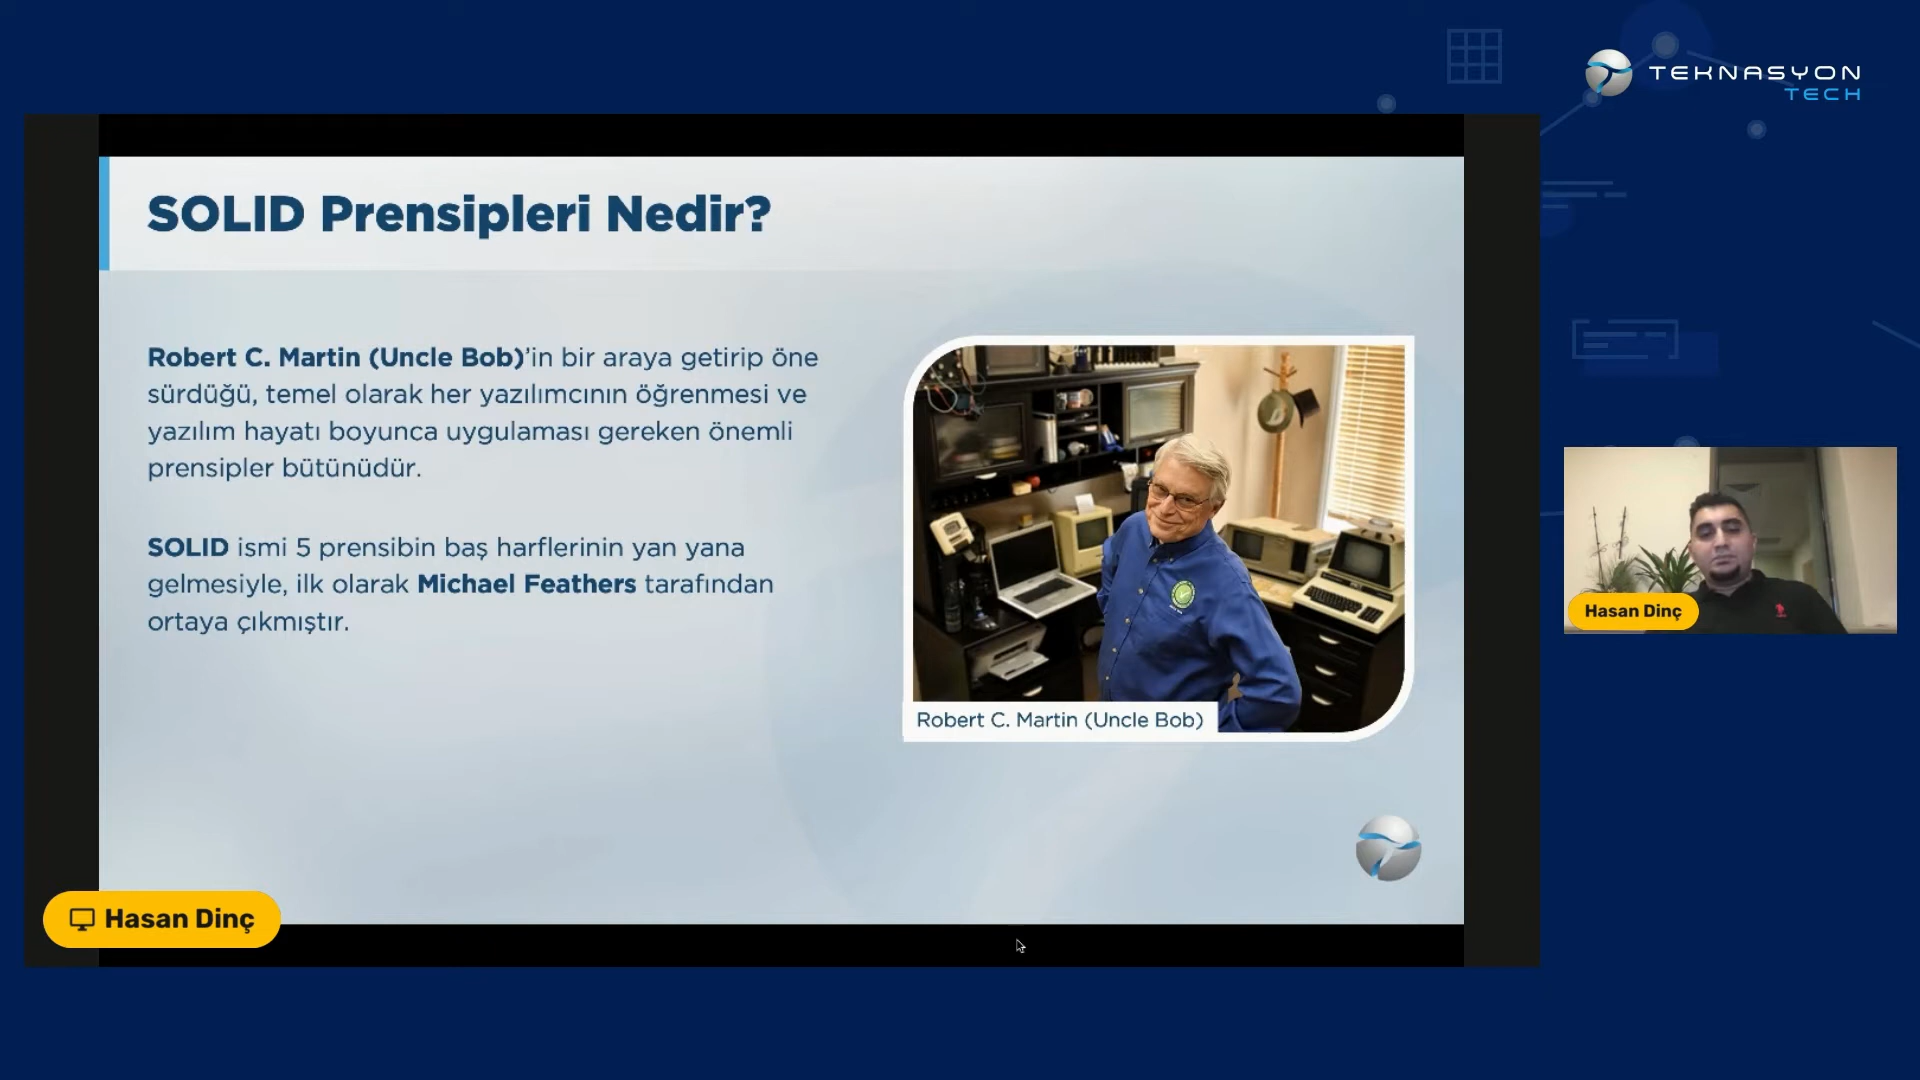 TEKNASYON
TECH
SOLID Prensipleri Nedir?
Robert C. Martin (Uncle Bob)'in bir araya getirip öne
sürdüğü, temel olarak her yazılımcının öğrenmesi ve
yazılım hayatı boyunca uygulaması gereken önemli
prensipler bütünüdür.
SOLID ismi 5 prensibin baş harflerinin yan yana
gelmesiyle, ilk olarak Michael Feathers tarafından
ortaya çıkmıştır.
Robert C. Martin (Uncle Bob)
Hasan Dinç
Hasan Dinç